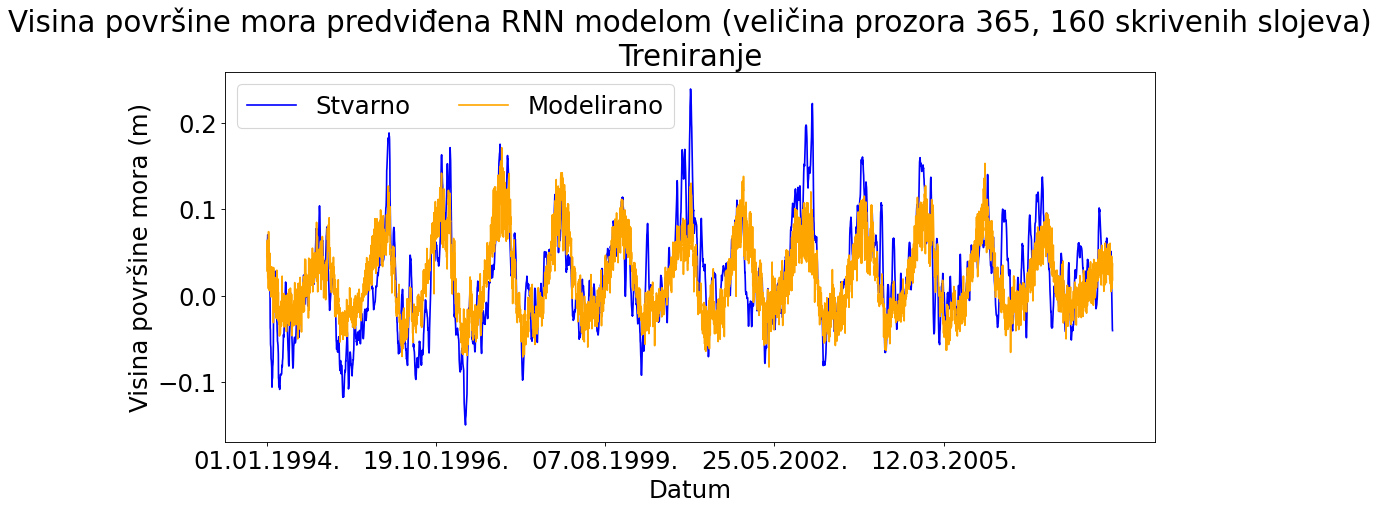 Visina površine mora predviđena RNN modelom (veličina prozora 365, 160 skrivenih slojeva)
Treniranje
Stvarno Modelirano
Visina površine mora (m)
0.2
0.1
0.0
−0.1
01.01.1994. 19.10.1996. 07.08.1999. 25.05.2002. 12.03.2005.
Datum